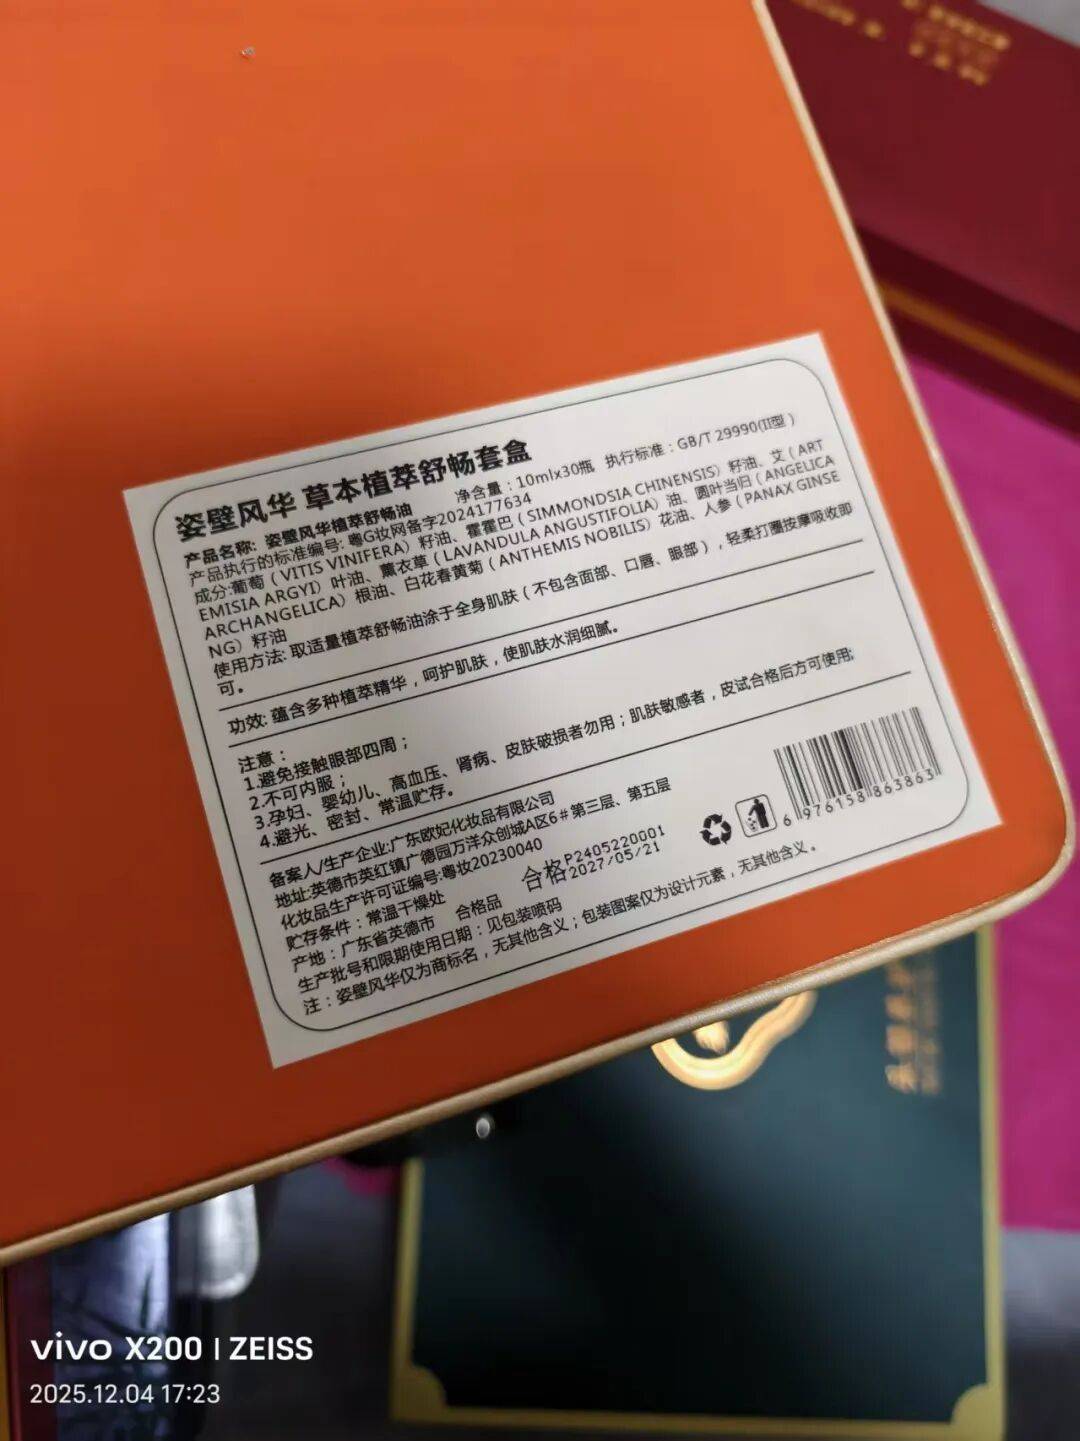 姿壁风华 草本植萃舒畅套盒
产品名称: 姿壁风华植萃舒畅油
净含量：10mlx30瓶 执行标准：GB/T 29990(II型）
产品执行的标准编号: 粤G妆网备字2024177634
成分:葡萄（VITIS VINIFERA）籽油、霍霍巴（SIMMONDSIA CHINENSIS）籽油、艾（ART
EMISIA ARGYI）叶油、薰衣草（LAVANDULA ANGUSTIFOLIA）油、圆叶当归（ANGELICA
ARCHANGELICA）根油、白花春黄菊（ANTHEMIS NOBILIS）花油、人参（PANAX GINSE
NG）籽油
使用方法: 取适量植萃舒畅油涂于全身肌肤（不包含面部、口唇、眼部），轻柔打圈按摩吸收即
可。
功效: 蕴含多种植萃精华，呵护肌肤，使肌肤水润细腻。
注意：
1.避免接触眼部四周；
2.不可内服；
3.孕妇、婴幼儿、高血压、肾病、皮肤破损者勿用；肌肤敏感者，皮试合格后方可使用;
4.避光、密封、常温贮存。
备案人/生产企业:广东欧妃化妆品有限公司
地址:英德市英红镇广德园万洋众创城A区6#第三层、第五层
化妆品生产许可证编号:粤妆20230040
贮存条件：常温干燥处
产地：广东省英德市 合格品
合格 P2405220001
2027/05/21
生产批号和限期使用日期：见包装喷码
注：姿壁风华仅为商标名，无其他含义；包装图案仅为设计元素，无其他含义。
6 976158 863863
vivo X200 | ZEISS
2025.12.04 17:23